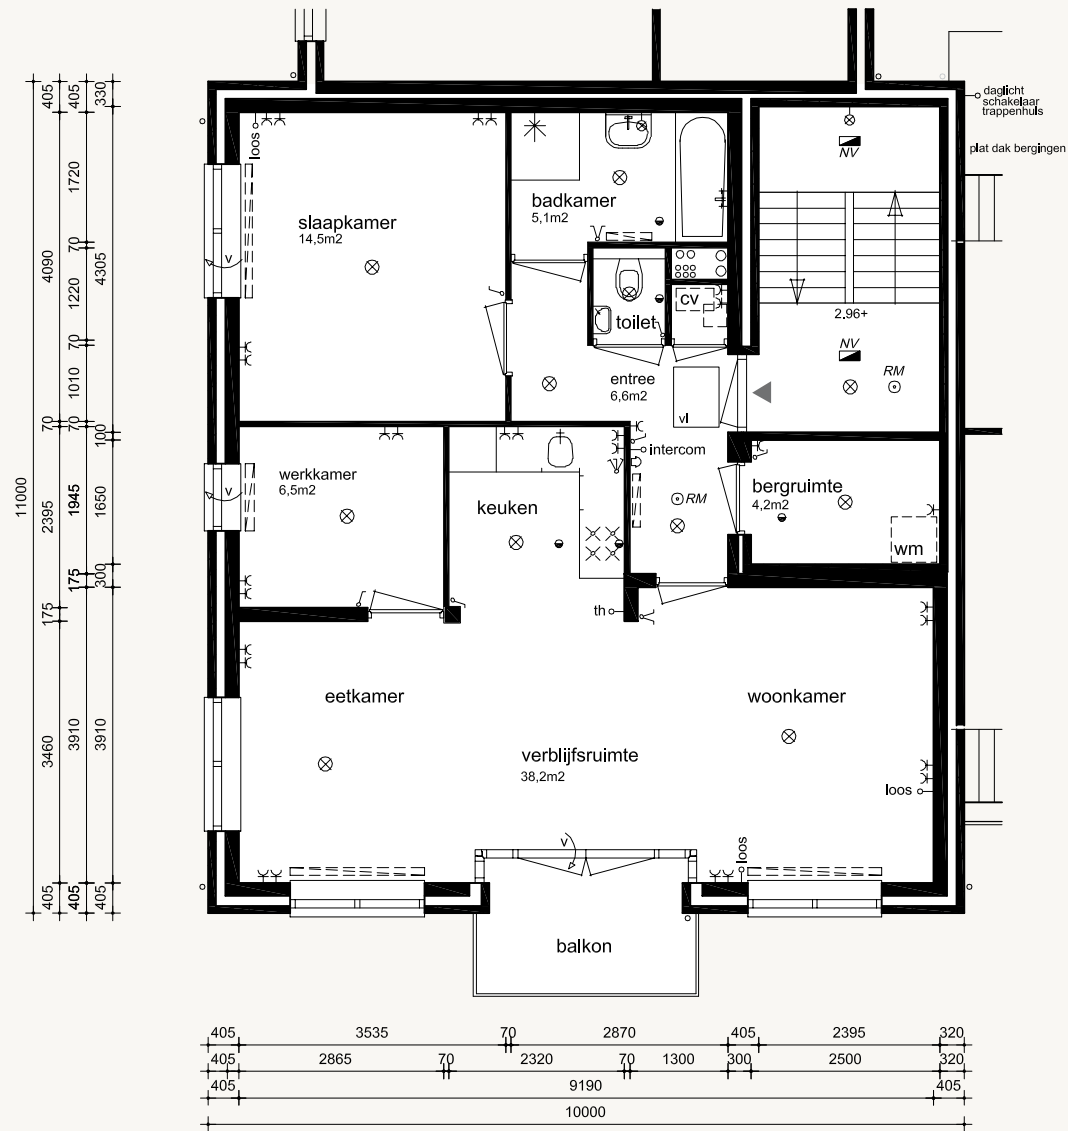 daglicht
schakelaar
trappenhuis
plat dak bergingen
NV
loos
badkamer
5,1m2
slaapkamer
14,5m2
v
cv
toilet
2.96+
NV
RM
entree
6,6m2
vl
intercom
werkkamer
6,5m2
v
keuken
RM
bergruimte
4,2m2
wm
th
eetkamer
woonkamer
verblijfsruimte
38,2m2
loos
v
loos
balkon
11000
405
4090
70
2395
175
3460
405
405
1720
70
1220
70
1010
70
1945
175
3910
405
330
4305
100
1650
300
3910
405
405 3535 70 2870 405 2395 320
405 2865 70 2320 70 1300 300 2500 320
405 9190 405
10000